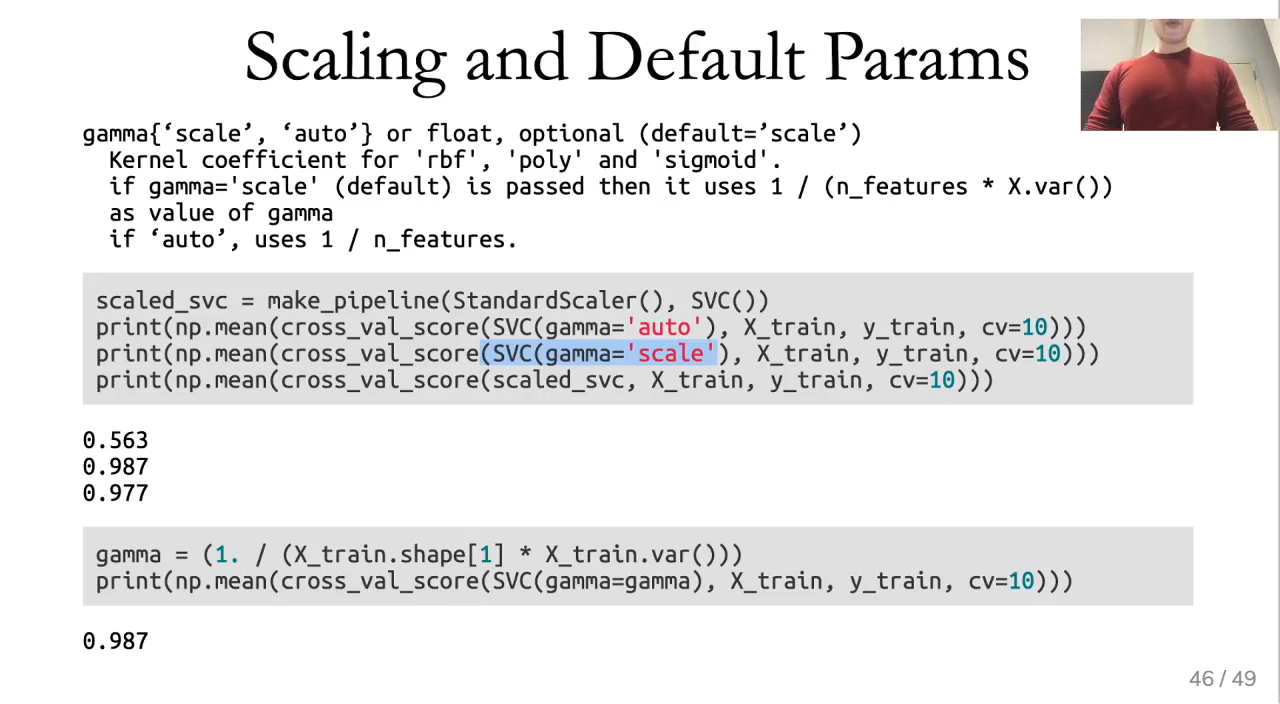 Scaling and Default Params
gamma{‘scale’, ‘auto’} or float, optional (default=’scale’)
Kernel coefficient for 'rbf', 'poly' and 'sigmoid'.
if gamma='scale' (default) is passed then it uses 1 / (n_features * X.var())
as value of gamma
if ‘auto’, uses 1 / n_features.
scaled_svc = make_pipeline(StandardScaler(), SVC())
print(np.mean(cross_val_score(SVC(gamma='auto'), X_train, y_train, cv=10)))
print(np.mean(cross_val_score(SVC(gamma='scale'), X_train, y_train, cv=10)))
print(np.mean(cross_val_score(scaled_svc, X_train, y_train, cv=10)))
0.563
0.987
0.977
gamma = (1. / (X_train.shape[1] * X_train.var()))
print(np.mean(cross_val_score(SVC(gamma=gamma), X_train, y_train, cv=10)))
0.987
46 / 49